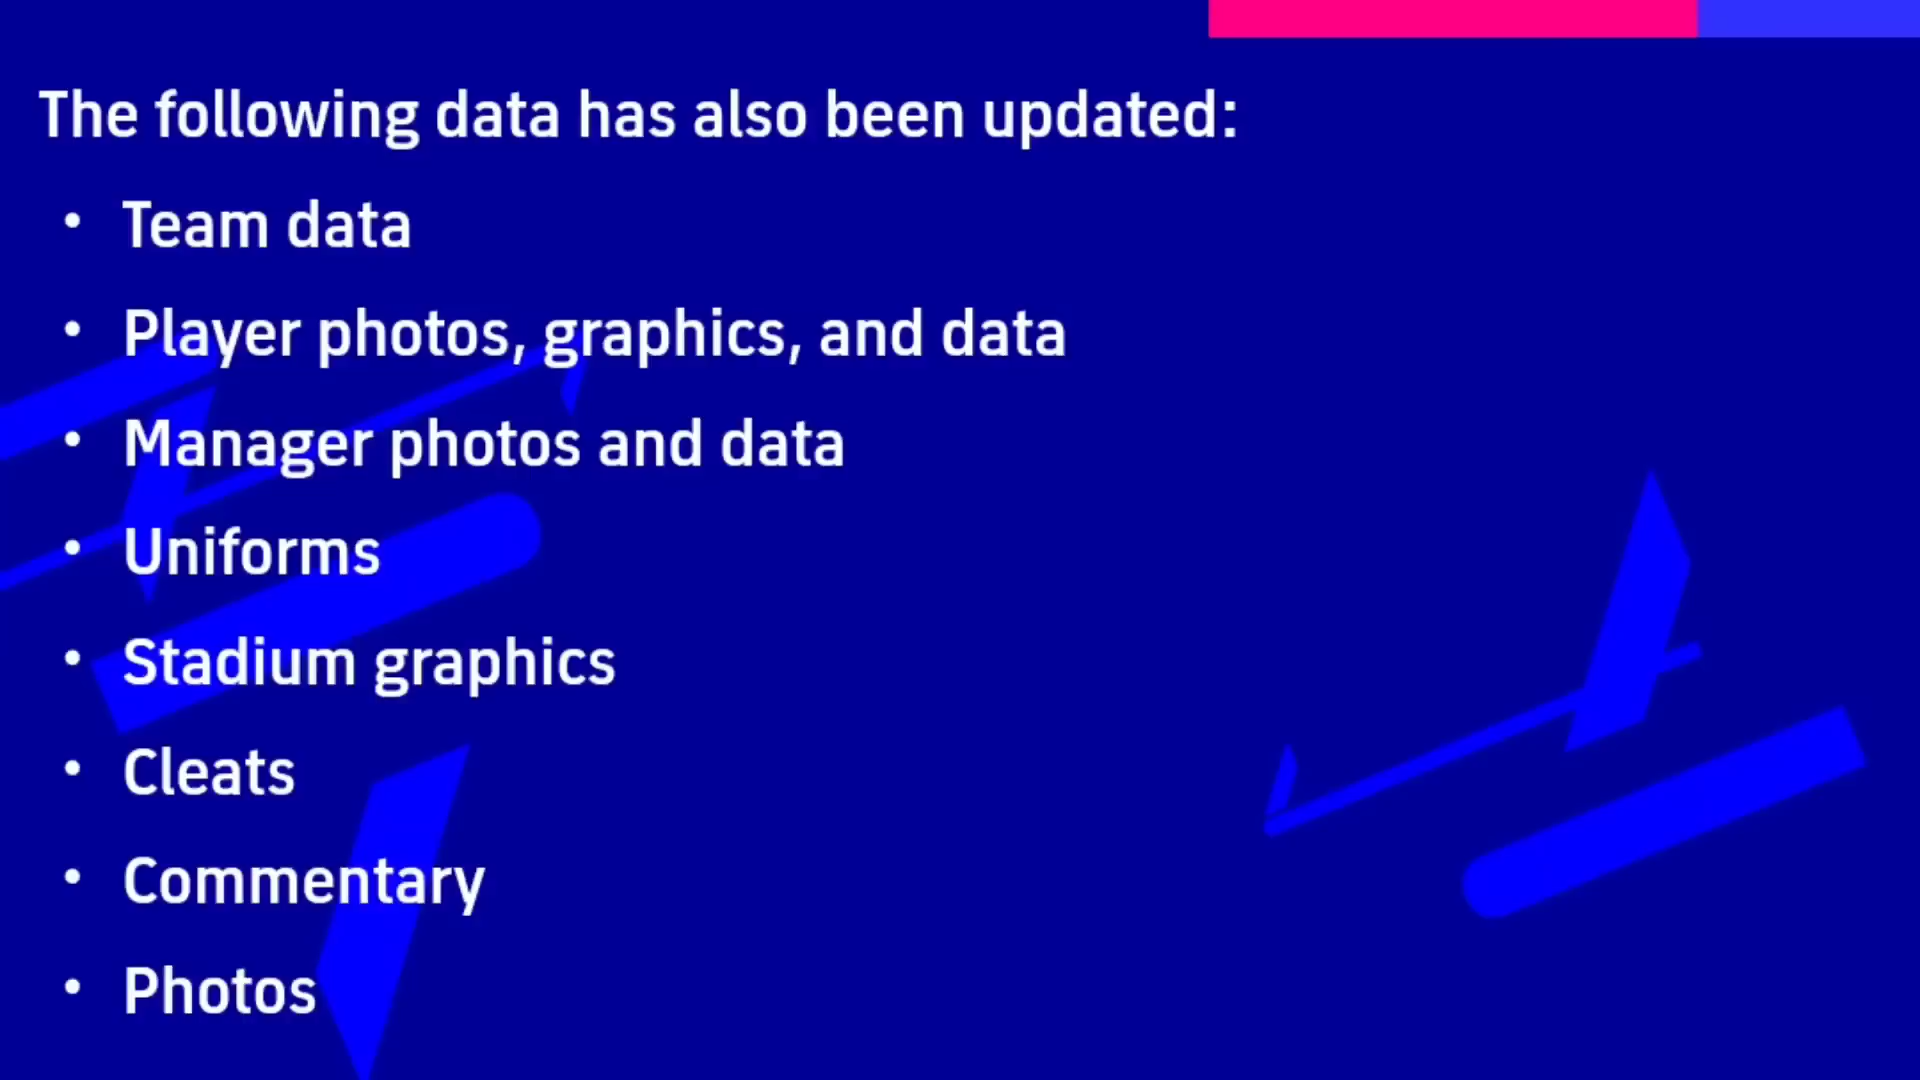 The following data has also been updated:
• Team data
• Player photos, graphics, and data
• Manager photos and data
• Uniforms
• Stadium graphics
• Cleats
• Commentary
• Photos